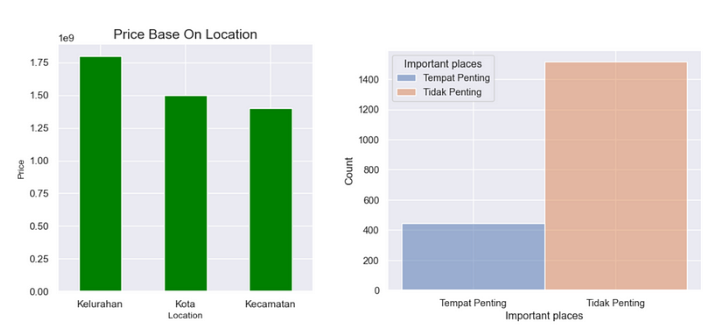 Price Base On Location
1e9
1.75
1.50
1.25
1.00
0.75
0.50
0.25
0.00
Price
Kelurahan Kota Kecamatan
Location
Important places
Tempat Penting
Tidak Penting
1400
1200
1000
800
600
400
200
0
Count
Tempat Penting Tidak Penting
Important places